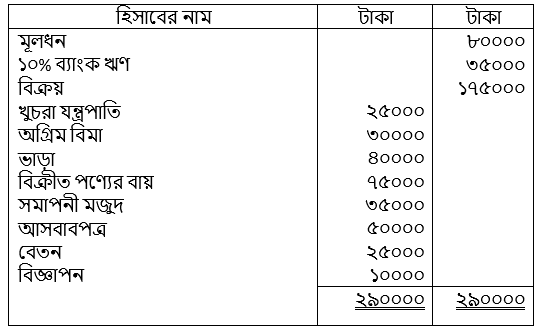 হিসাবের নাম টাকা টাকা
মূলধন ৮০০০০
১০% ব্যাংক ঋণ ৩৫০০০
বিক্রয় ১৭৫০০০
খুচরা যন্ত্রপাতি ২৫০০০
অগ্রিম বিমা ৩০০০০
ভাড়া ৪০০০০
বিক্রীত পণ্যের ব্যয় ৭৫০০০
সমাপনী মজুদ ৩৫০০০
আসবাবপত্র ৫০০০০
বেতন ২৫০০০
বিজ্ঞাপন ১০০০০
২৯০০০০ ২৯০০০০